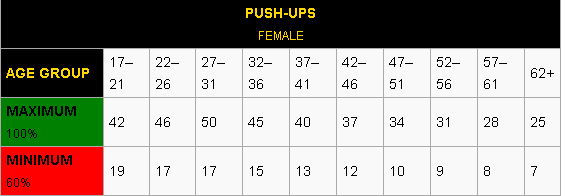 PUSH-UPS
FEMALE
AGE GROUP 17–21 22–26 27–31 32–36 37–41 42–46 47–51 52–56 57–61 62+
MAXIMUM 100% 42 46 50 45 40 37 34 31 28 25
MINIMUM 60% 19 17 17 15 13 12 10 9 8 7